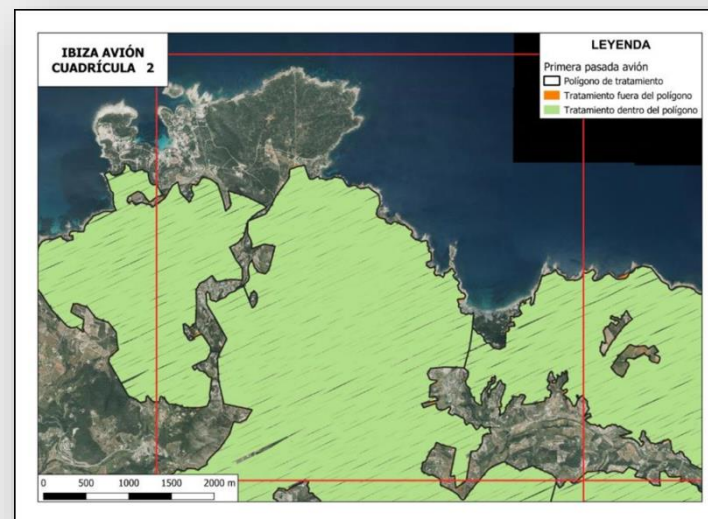 IBIZA AVIÓN
CUADRÍCULA 2
LEYENDA
Primera pasada avión
Polígono de tratamiento
Tratamiento fuera del polígono
Tratamiento dentro del polígono
0 500 1000 1500 2000 m